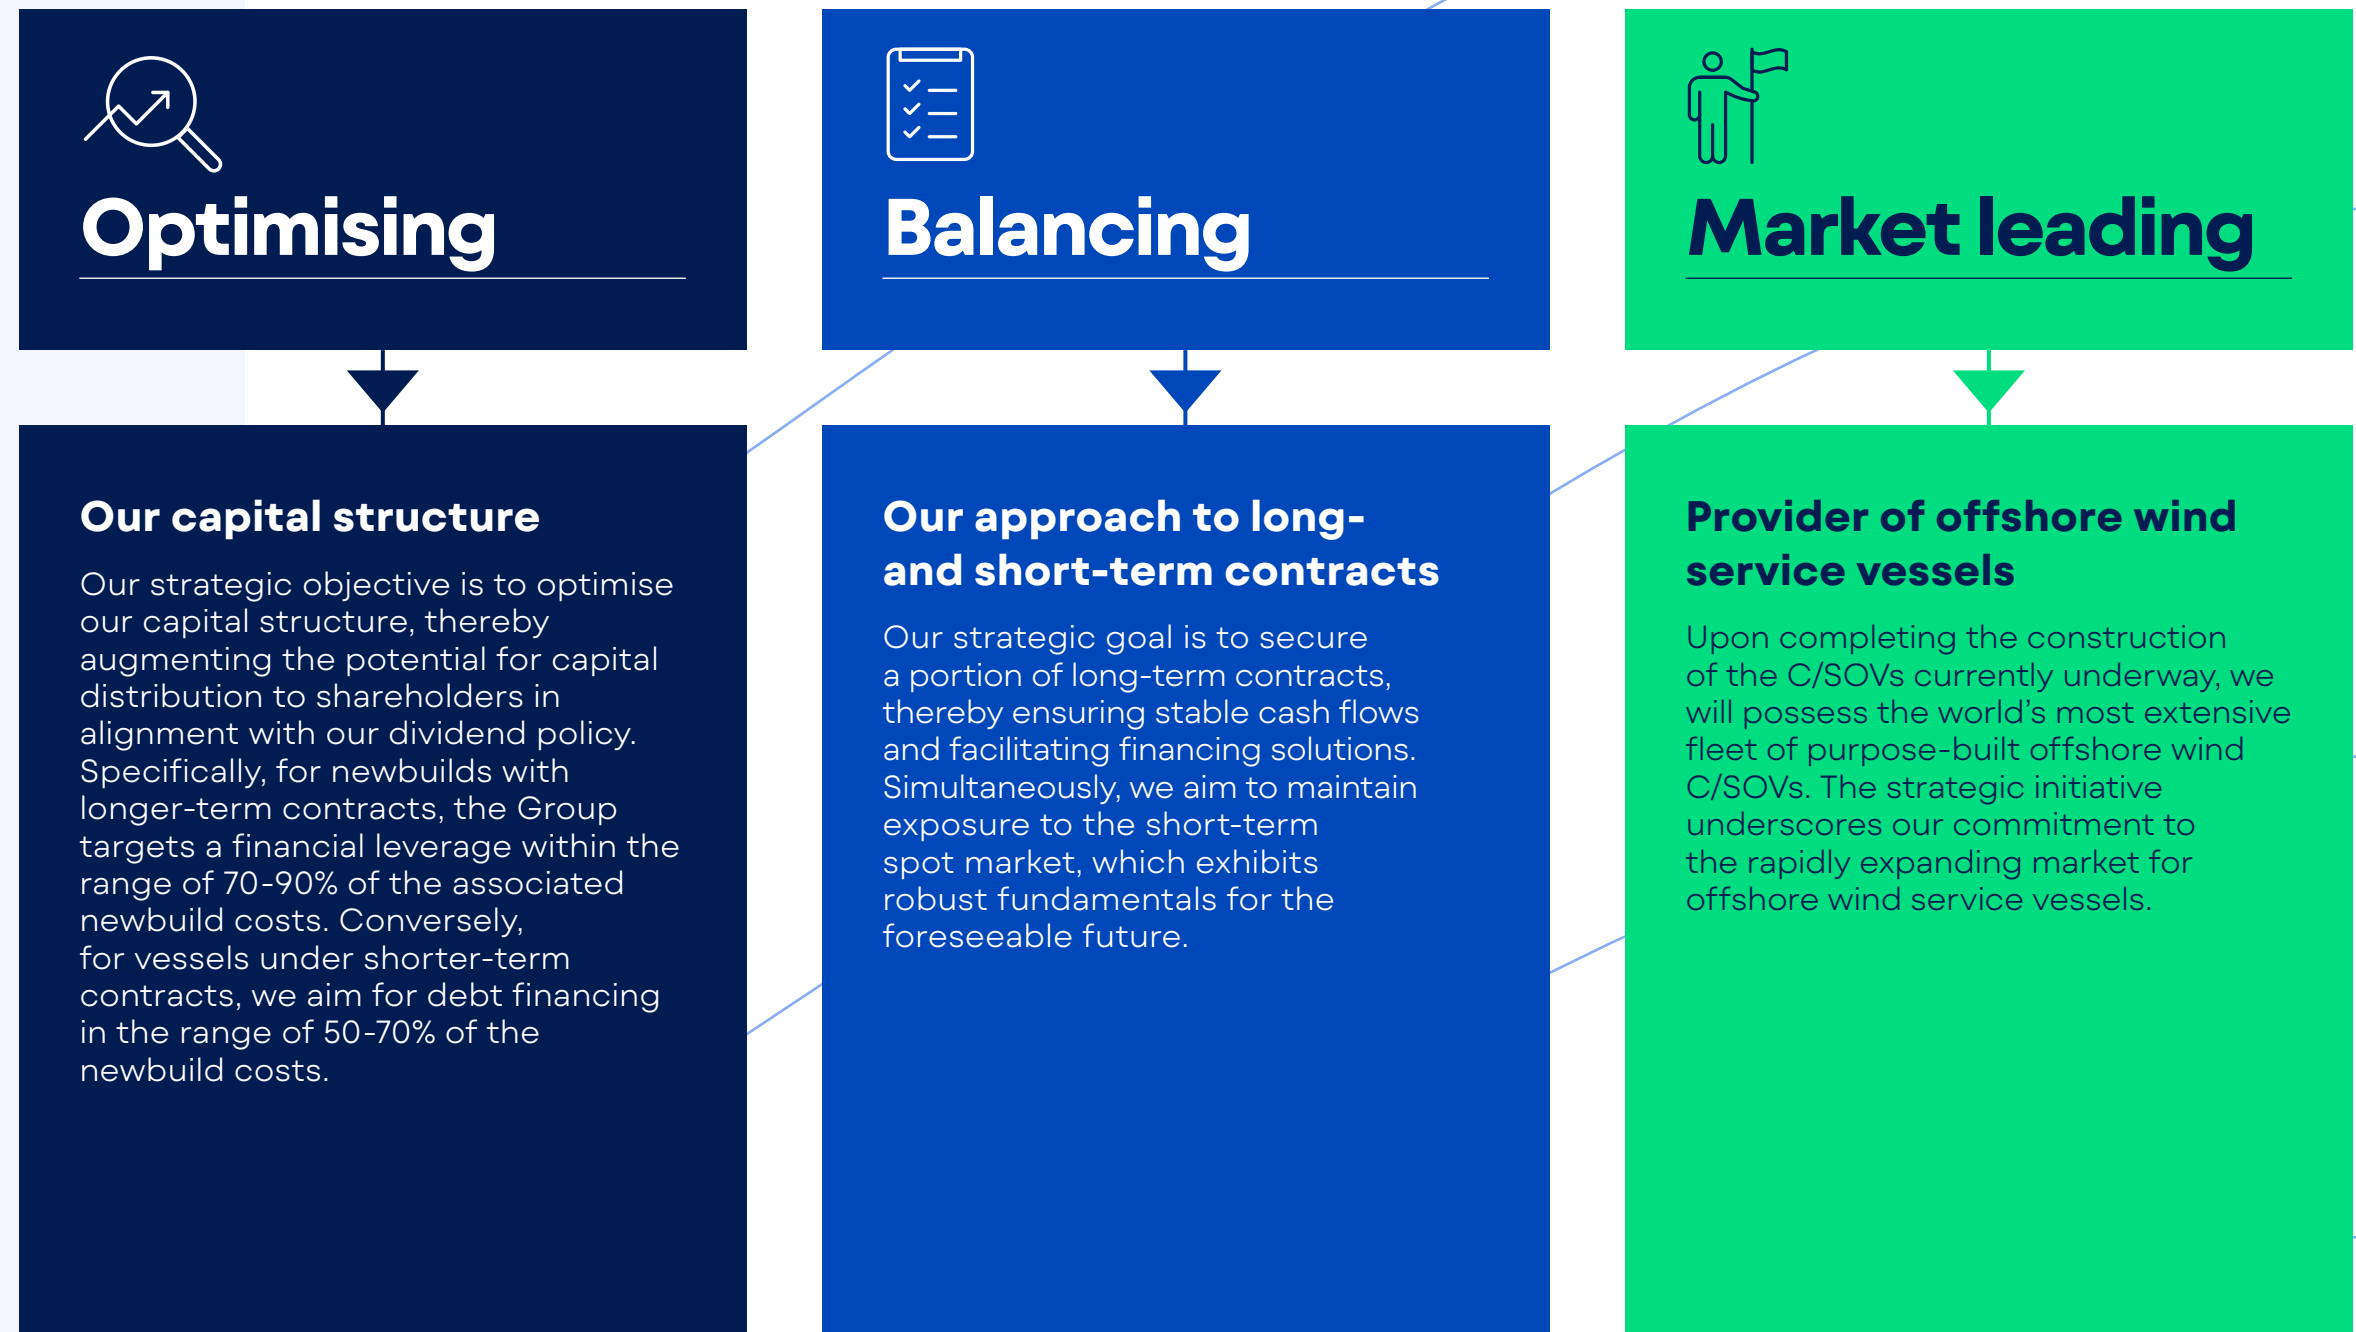 Optimising
Our capital structure
Our strategic objective is to optimise
our capital structure, thereby
augmenting the potential for capital
distribution to shareholders in
alignment with our dividend policy.
Specifically, for newbuilds with
longer-term contracts, the Group
targets a financial leverage within the
range of 70-90% of the associated
newbuild costs. Conversely,
for vessels under shorter-term
contracts, we aim for debt financing
in the range of 50-70% of the
newbuild costs.
Balancing
Our approach to long-
and short-term contracts
Our strategic goal is to secure
a portion of long-term contracts,
thereby ensuring stable cash flows
and facilitating financing solutions.
Simultaneously, we aim to maintain
exposure to the short-term
spot market, which exhibits
robust fundamentals for the
foreseeable future.
Market leading
Provider of offshore wind
service vessels
Upon completing the construction
of the C/SOVs currently underway, we
will possess the world’s most extensive
fleet of purpose-built offshore wind
C/SOVs. The strategic initiative
underscores our commitment to
the rapidly expanding market for
offshore wind service vessels.